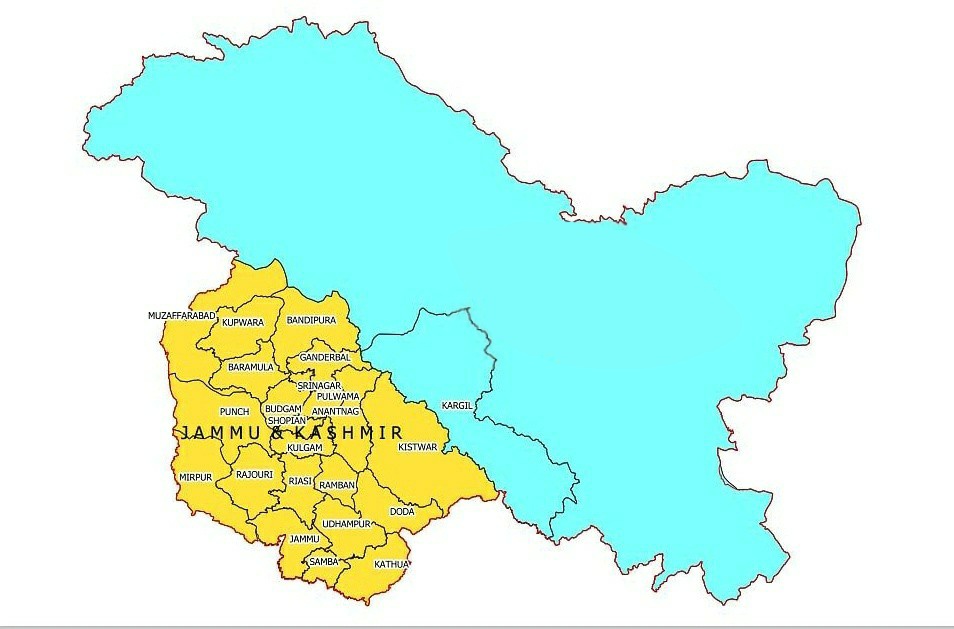 MUZAFFARABAD
KUPWARA
BANDIPURA
GANDERBAL
BARAMULA
SRINAGAR
PULWAMA
KARGIL
BUDGAM
ANANTNAG
PUNCH
SHOPIAN
JAMMU & KASHMIR
KULGAM
KISTWAR
MIRPUR
RAJOURI
RIASI
RAMBAN
DODA
UDHAMPUR
JAMMU
SAMBA
KATHUA